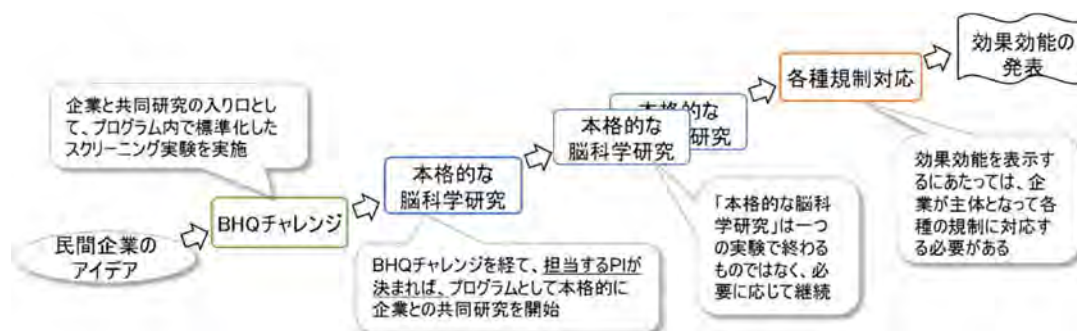 民間企業の
アイデア
企業と共同研究の入り口とし
て、プログラム内で標準化した
スクリーニング実験を実施
BHQチャレンジ
本格的な
脳科学研究
BHQチャレンジを経て、担当するPIが
決まれば、プログラムとして本格的に
企業との共同研究を開始
本格的な
脳科学研究
本格的な
研究
「本格的な脳科
学研究」は一つ
の実験で終わる
ものではなく、必
要に応じて継続
各種規制対応
効果効能を表示す
るにあたっては、企
業が主体となって各
種の規制に対応す
る必要がある
効果効能の
発表